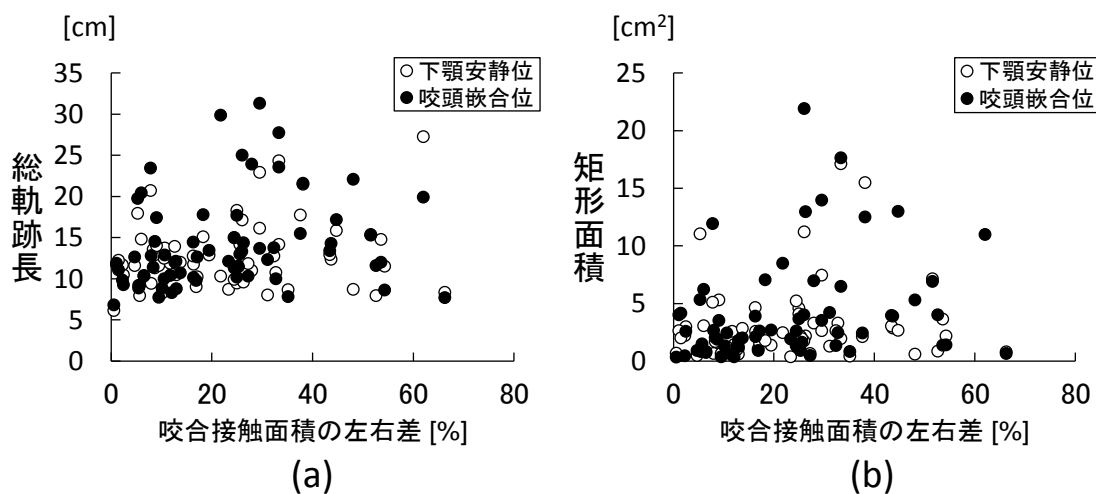 [cm]
下顎安静位
咬頭嵌合位
35
30
25
20
15
10
5
0
総軌跡長
0 20 40 60 80
咬合接触面積の左右差 [%]
(a)
[cm²]
下顎安静位
咬頭嵌合位
25
20
15
10
5
0
矩形面積
0 20 40 60 80
咬合接触面積の左右差 [%]
(b)